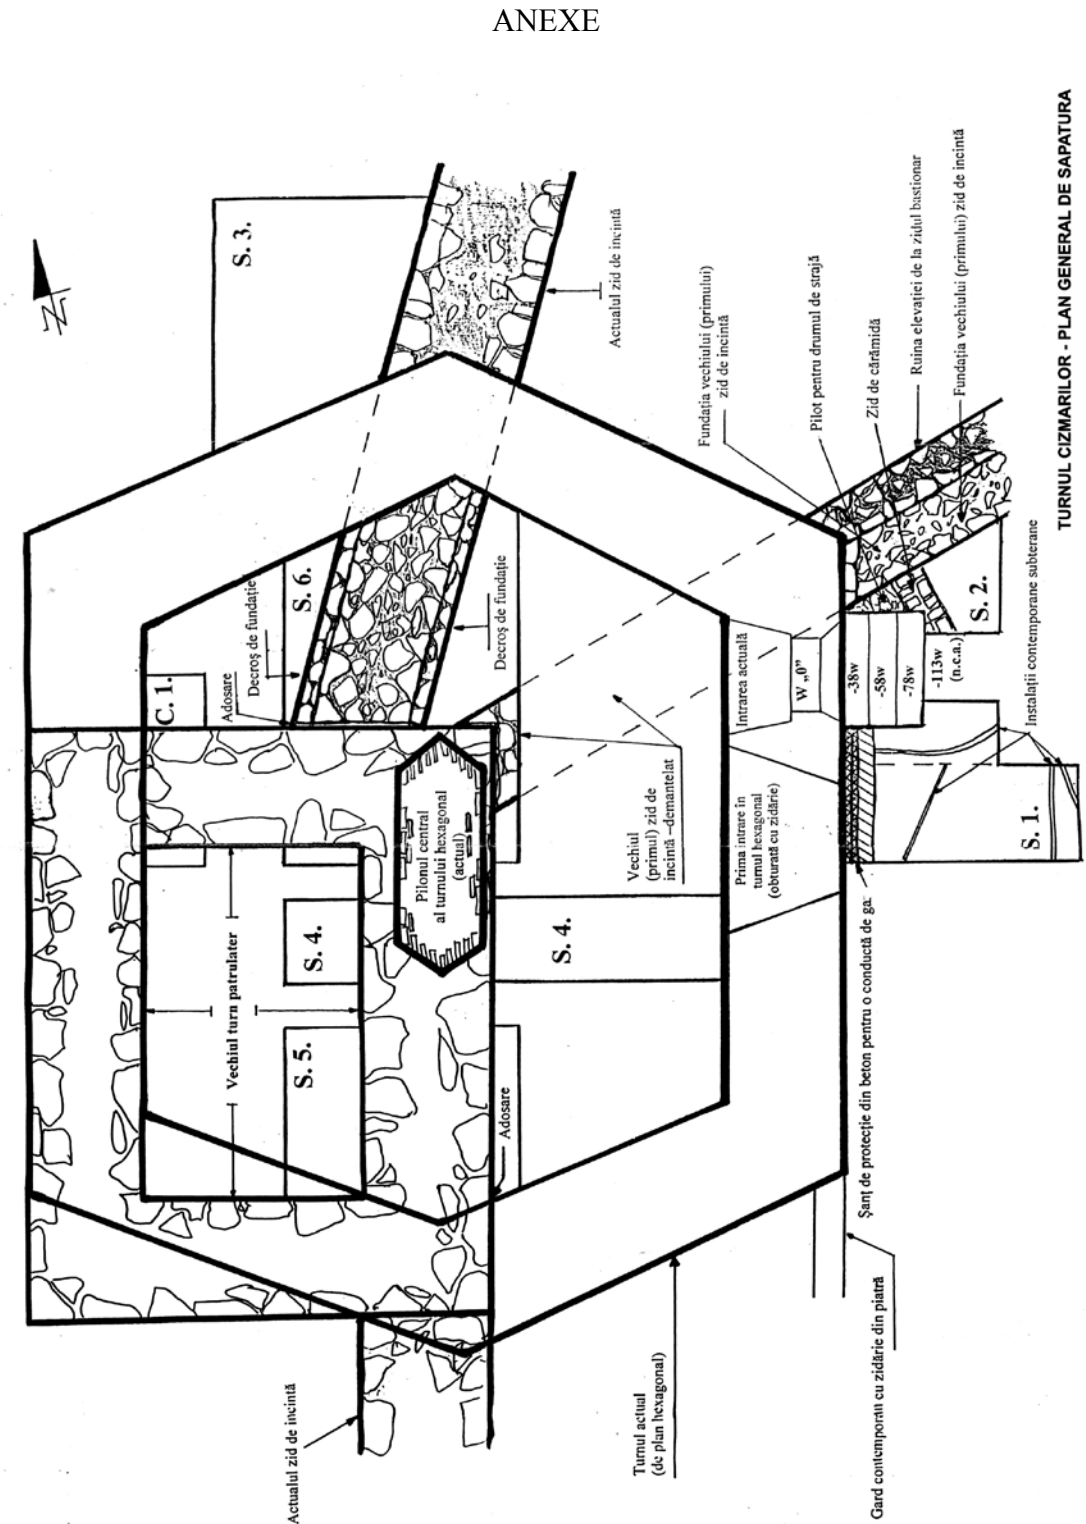 ANEXE
TURNUL CIZMARILOR - PLAN GENERAL DE SAPATURA
N
S. 3.
Actualul zid de incintă
Fundația vechiului (primului)
zid de incintă
Pilot pentru drumul de strajă
Zid de cărămidă
Ruina elevației de la zidul bastionar
Fundația vechiului (primului) zid de incintă
S. 6.
Decroș de fundație
Decroș de fundație
C. 1.
Adosare
Intrarea actuală
W „0”
-38w
-58w
-78w
-113w
(n.c.a.)
S. 2.
Instalații contemporane subterane
Pilonul central
al turnului hexagonal
(actual)
Vechiul
(primul) zid de
incintă –demantelat
Prima intrare în
turnul hexagonal
(obturată cu zidărie)
S. 1.
Vechiul turn patrulater
S. 4.
S. 4.
S. 5.
Adosare
Șanț de protecție din beton pentru o conductă de ga
Actualul zid de incintă
Turnul actual
(de plan hexagonal)
Gard contemporan cu zidărie din piatră